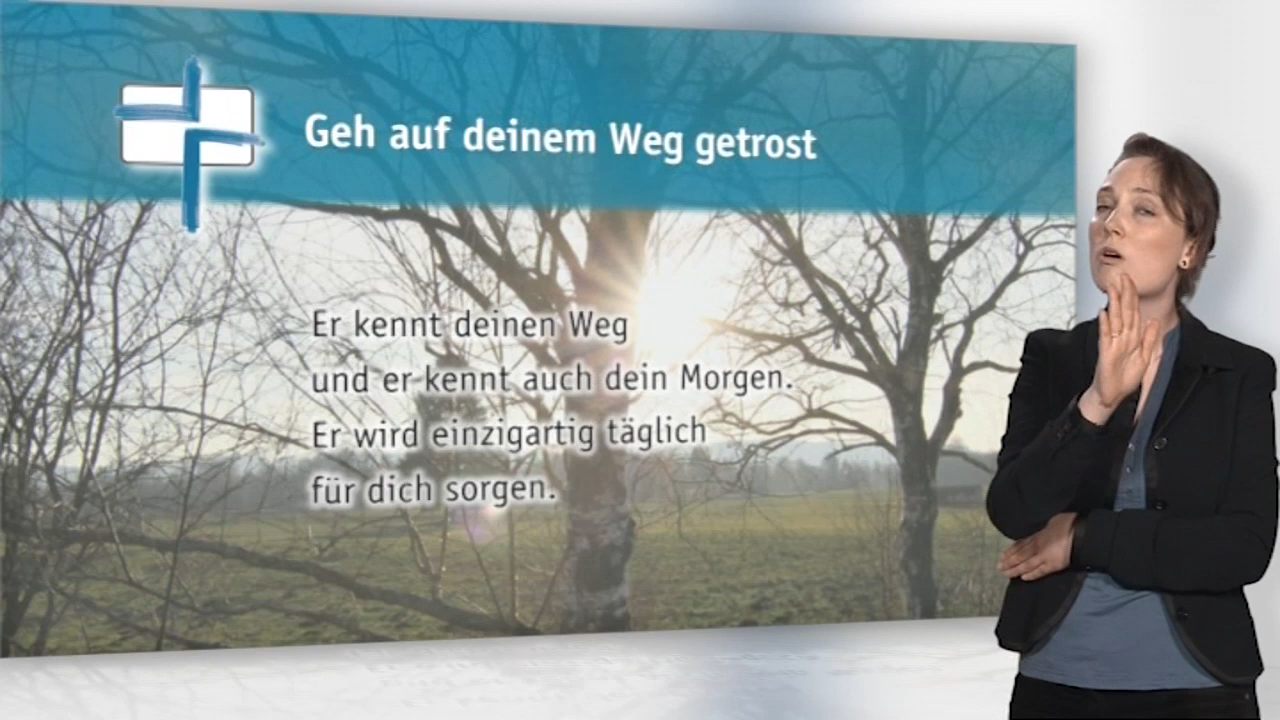 Geh auf deinem Weg getrost
Er kennt deinen Weg
und er kennt auch dein Morgen.
Er wird einzigartig täglich
für dich sorgen.